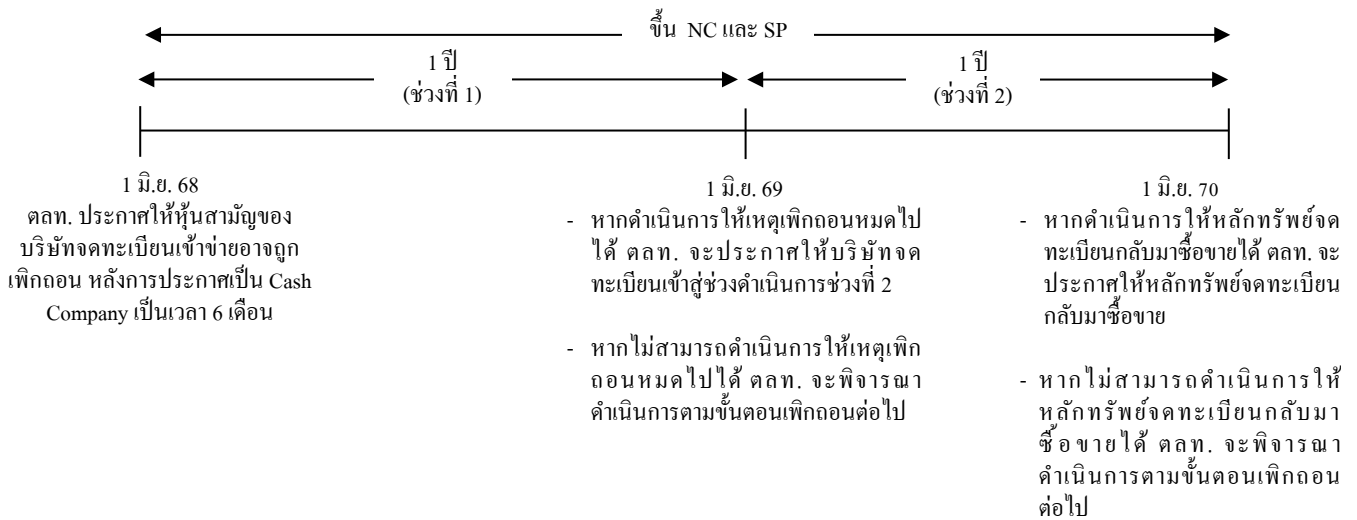 ขึ้น NC และ SP
1 ปี
(ช่วงที่ 1)
1 ปี
(ช่วงที่ 2)
1 มิ.ย. 68
ตลท. ประกาศให้หุ้นสามัญของ
บริษัทจดทะเบียนเข้าข่ายอาจถูก
เพิกถอน หลังการประกาศเป็น Cash
Company เป็นเวลา 6 เดือน
1 มิ.ย. 69
- หากดำเนินการให้เหตุเพิกถอนหมดไป
ได้ ตลท. จะประกาศให้บริษัทจด
ทะเบียนเข้าสู่ช่วงดำเนินการช่วงที่ 2
- หากไม่สามารถดำเนินการให้เหตุเพิก
ถอนหมดไปได้ ตลท. จะพิจารณา
ดำเนินการตามขั้นตอนเพิกถอนต่อไป
1 มิ.ย. 70
- หากดำเนินการให้หลักทรัพย์จด
ทะเบียนกลับมาซื้อขายได้ ตลท. จะ
ประกาศให้หลักทรัพย์จดทะเบียน
กลับมาซื้อขาย
- หากไม่สามารถดำเนินการให้
หลักทรัพย์จดทะเบียนกลับมา
ซื้อขายได้ ตลท. จะพิจารณา
ดำเนินการตามขั้นตอนเพิกถอน
ต่อไป